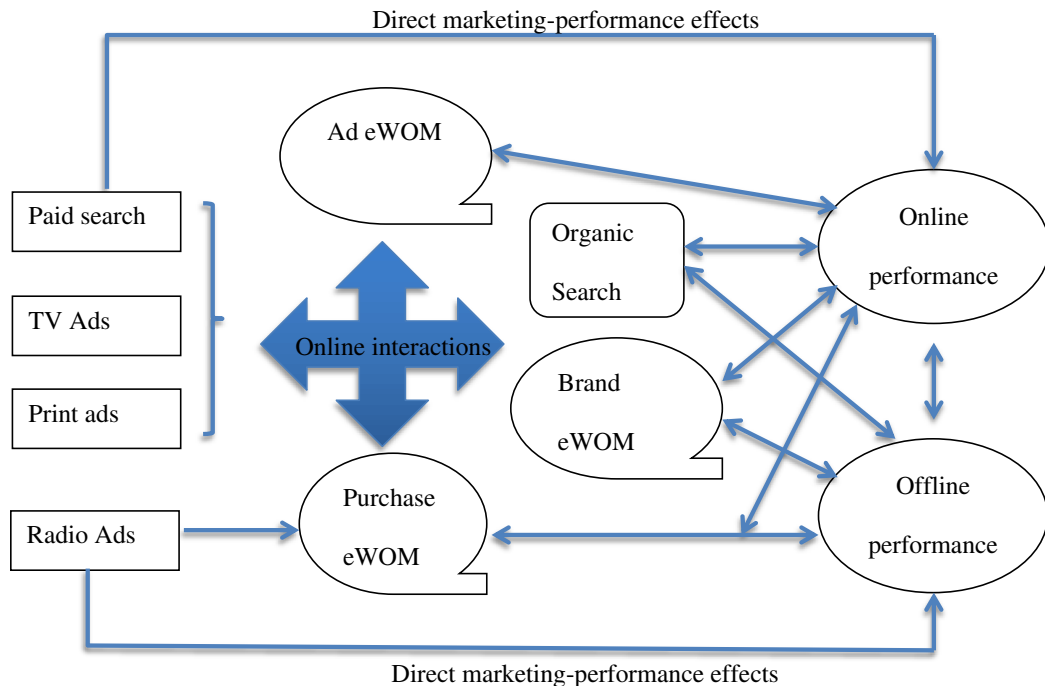 Direct marketing-performance effects
Ad eWOM
Paid search
Organic
Search
Online
performance
TV Ads
Online interactions
Print ads
Brand
eWOM
Purchase
eWOM
Offline
performance
Radio Ads
Direct marketing-performance effects